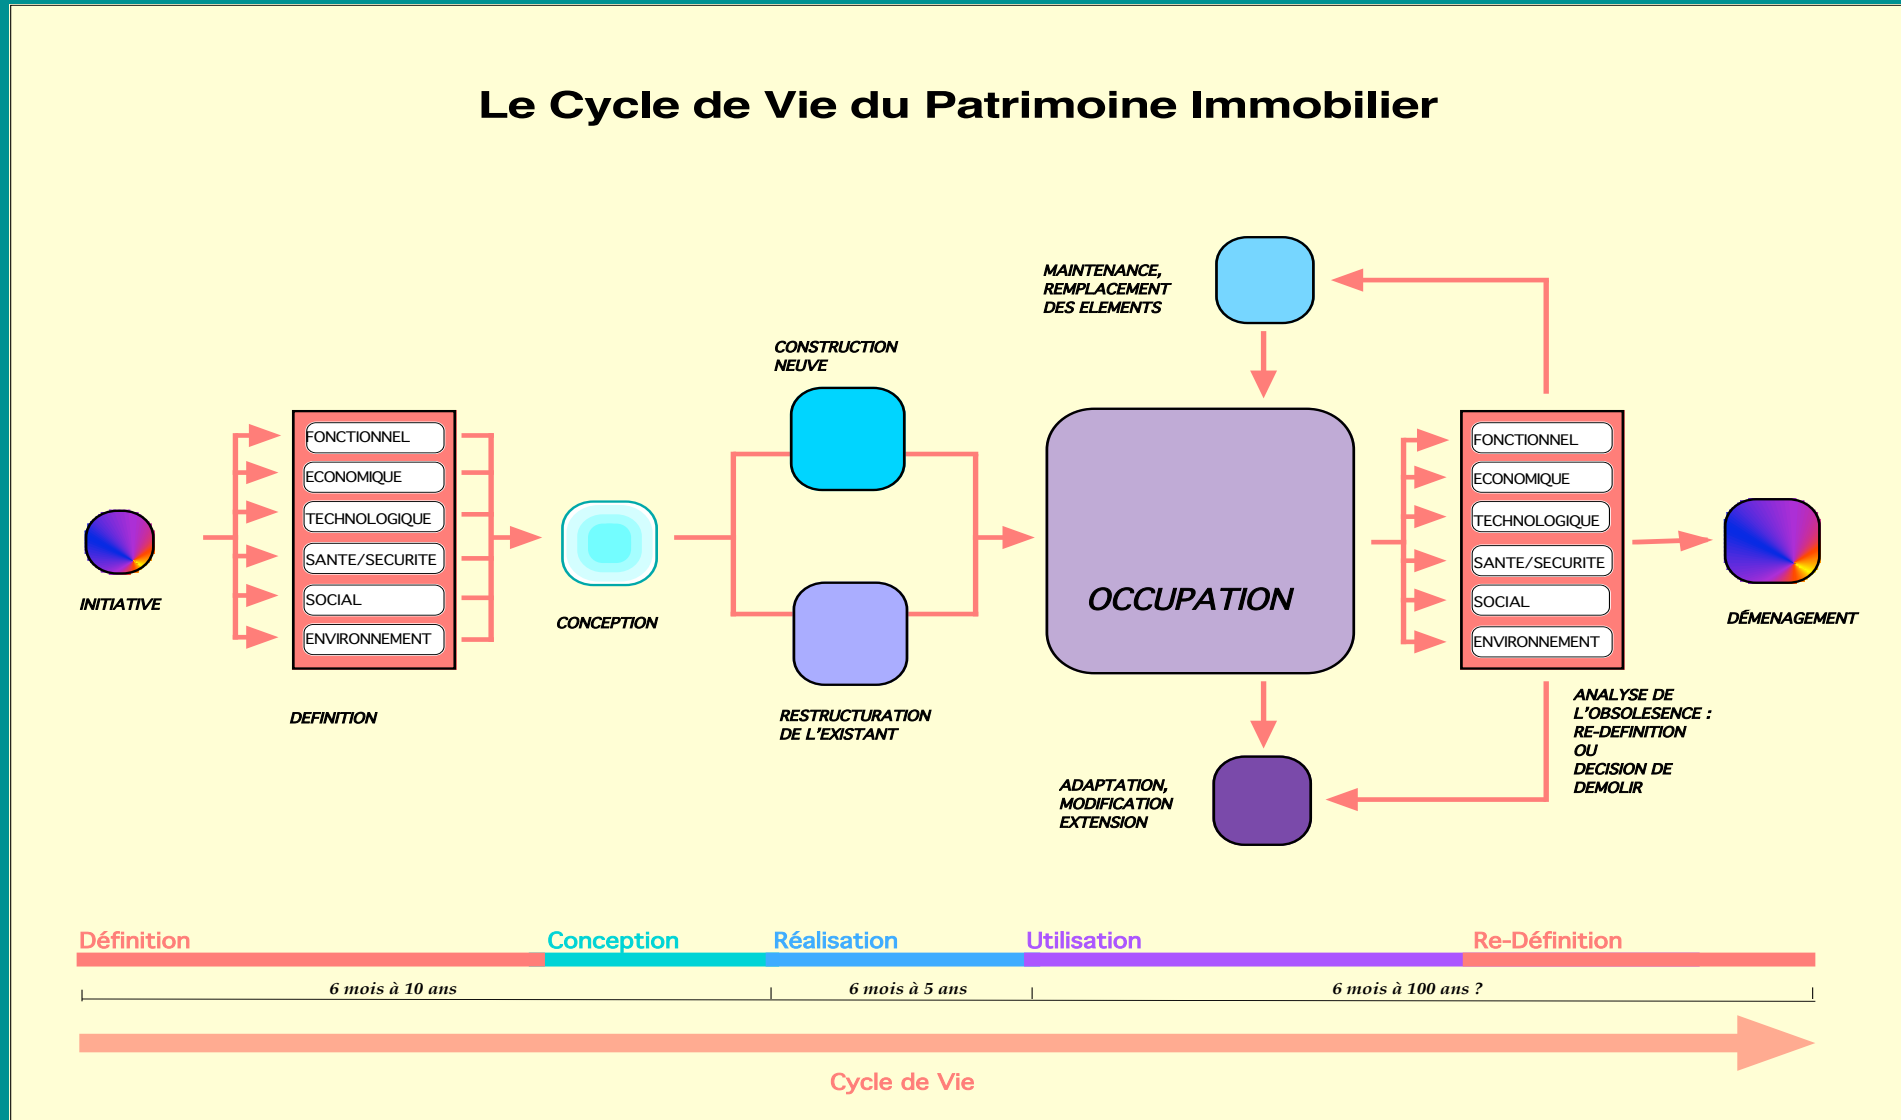 Le Cycle de Vie du Patrimoine Immobilier
MAINTENANCE,
REMPLACEMENT
DES ELEMENTS
CONSTRUCTION
NEUVE
FONCTIONNEL
ECONOMIQUE
TECHNOLOGIQUE
SANTE/SECURITE
SOCIAL
ENVIRONNEMENT
INITIATIVE
DEFINITION
CONCEPTION
RESTRUCTURATION
DE L'EXISTANT
OCCUPATION
FONCTIONNEL
ECONOMIQUE
TECHNOLOGIQUE
SANTE/SECURITE
SOCIAL
ENVIRONNEMENT
DÉMENAGEMENT
ANALYSE DE
L'OBSOLESENCE :
RE-DEFINITION
OU
DECISION DE
DEMOLIR
ADAPTATION,
MODIFICATION
EXTENSION
Définition
Conception
Réalisation
Utilisation
Re-Définition
6 mois à 10 ans
6 mois à 5 ans
6 mois à 100 ans ?
Cycle de Vie